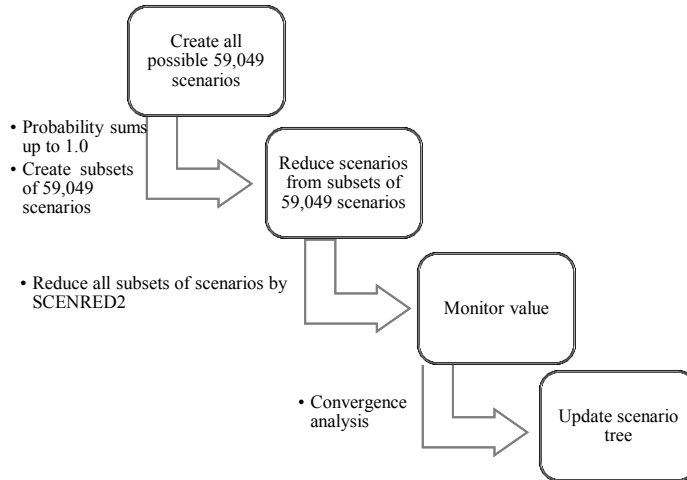 Create all
possible 59,049
scenarios
• Probability sums
up to 1.0
• Create subsets
of 59,049
scenarios
Reduce scenarios
from subsets of
59,049 scenarios
• Reduce all subsets of scenarios by
SCENRED2
Monitor value
• Convergence
analysis
Update scenario
tree